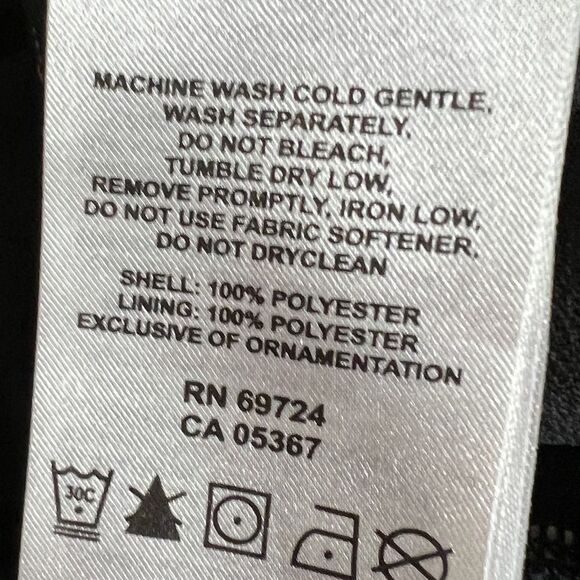 MACHINE WASH COLD GENTLE,
WASH SEPARATELY,
DO NOT BLEACH,
TUMBLE DRY LOW,
REMOVE PROMPTLY, IRON LOW,
DO NOT USE FABRIC SOFTENER,
DO NOT DRYCLEAN
SHELL: 100% POLYESTER
LINING: 100% POLYESTER
EXCLUSIVE OF ORNAMENTATION
RN 69724
CA 05367
30C